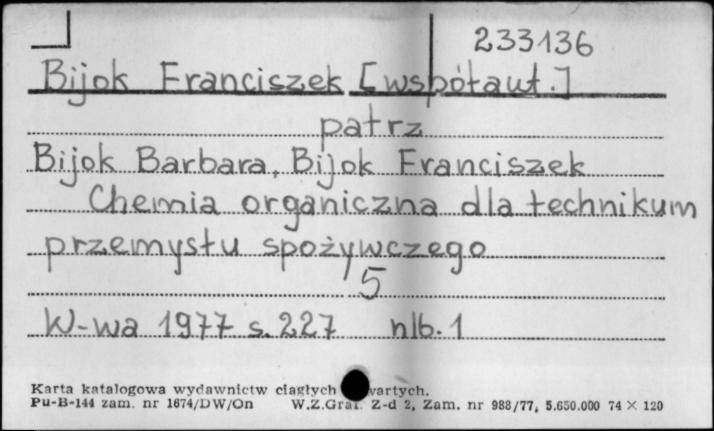 233136
Bijok Franciszek [współaut.]
patrz
Bijok Barbara, Bijok Franciszek
Chemia organiczna dla technikum
przemysłu spożywczego
5
W-wa 1977 s. 227 nlb. 1
Karta katalogowa wydawnictw ciągłych wartych.
Pu-B-144 zam. nr 1674/DW/On W.Z.Graf. Z-d 2, Zam. nr 988/77, 5.650.000 74 × 120